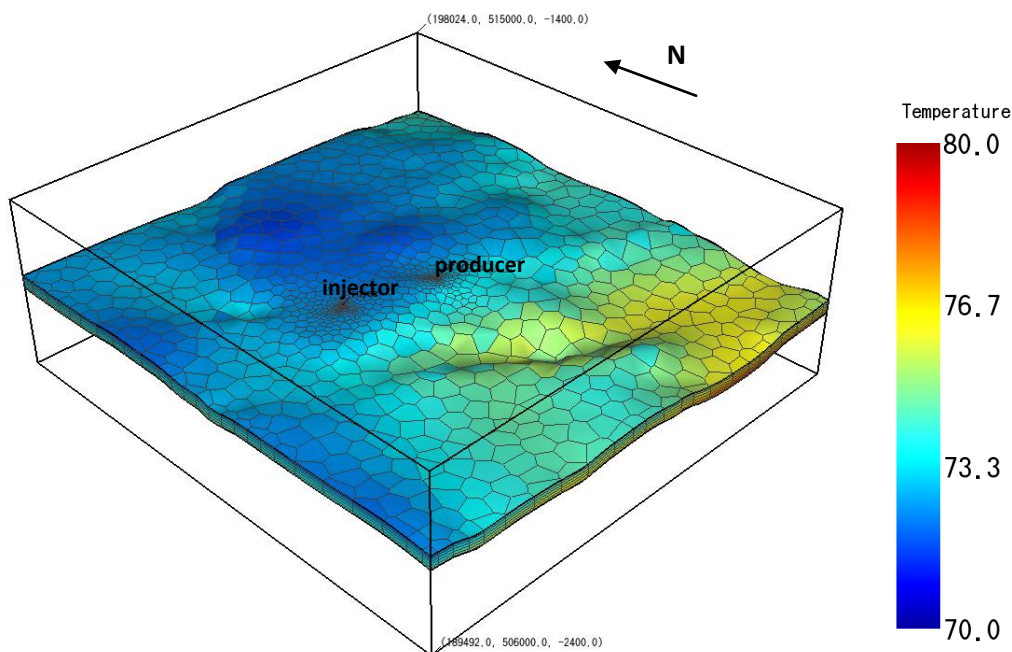 (198024.0, 515000.0, -1400.0)
N
Temperature
80.0
producer
injector
76.7
73.3
70.0
(189492.0, 506000.0, -2400.0)